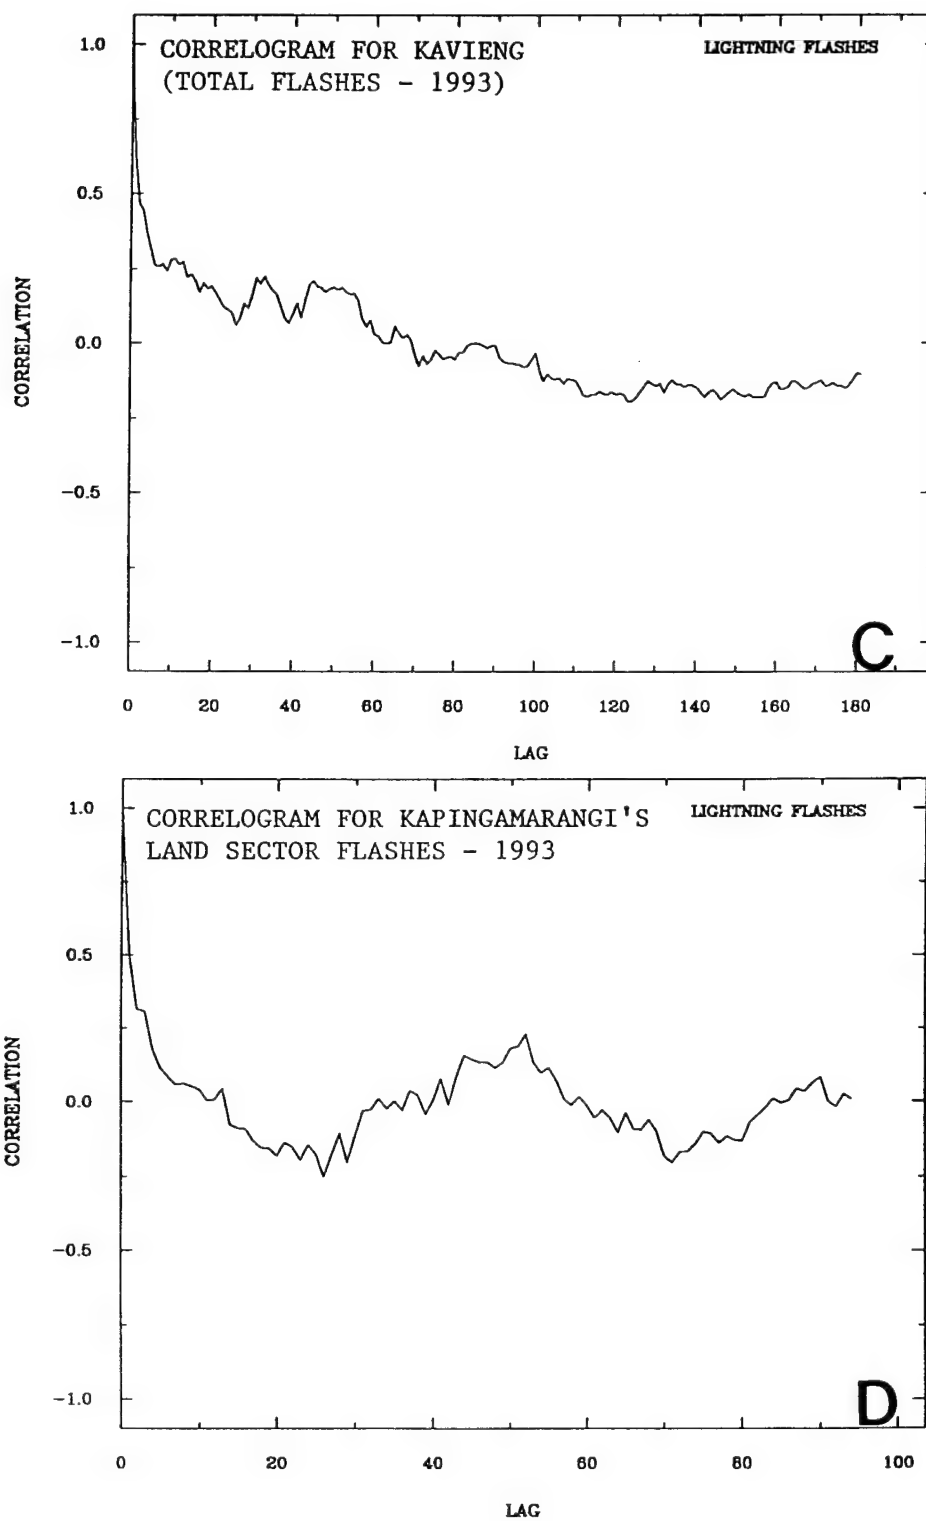 CORRELOGRAM FOR KAVIENG
(TOTAL FLASHES - 1993)
LIGHTNING FLASHES
1.0
0.5
0.0
-0.5
-1.0
CORRELATION
C
0 20 40 60 80 100 120 140 160 180
LAG
CORRELOGRAM FOR KAPINGAMARANGI'S
LAND SECTOR FLASHES - 1993
LIGHTNING FLASHES
1.0
0.5
0.0
-0.5
-1.0
CORRELATION
D
0 20 40 60 80 100
LAG